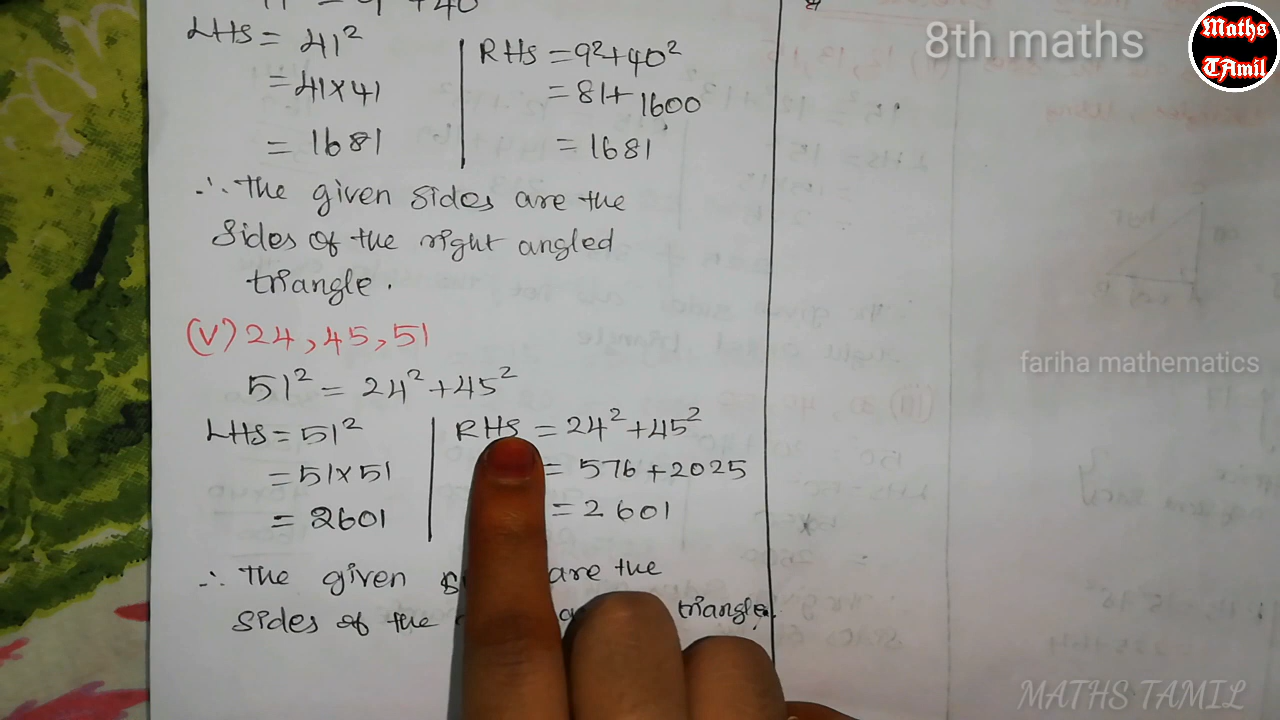 8th maths
Maths
TAmil
LHS = 41²
= 41×41
= 1681
RHS = 9²+40²
= 81+1600
= 1681
∴ The given sides are the
sides of the right angled
triangle.
(V) 24, 45, 51
51² = 24²+45²
LHS = 51²
= 51×51
= 2601
RHS = 24²+45²
= 576+2025
= 2601
∴ The given are the
sides of the triangle.
fariha mathematics
MATHS TAMIL